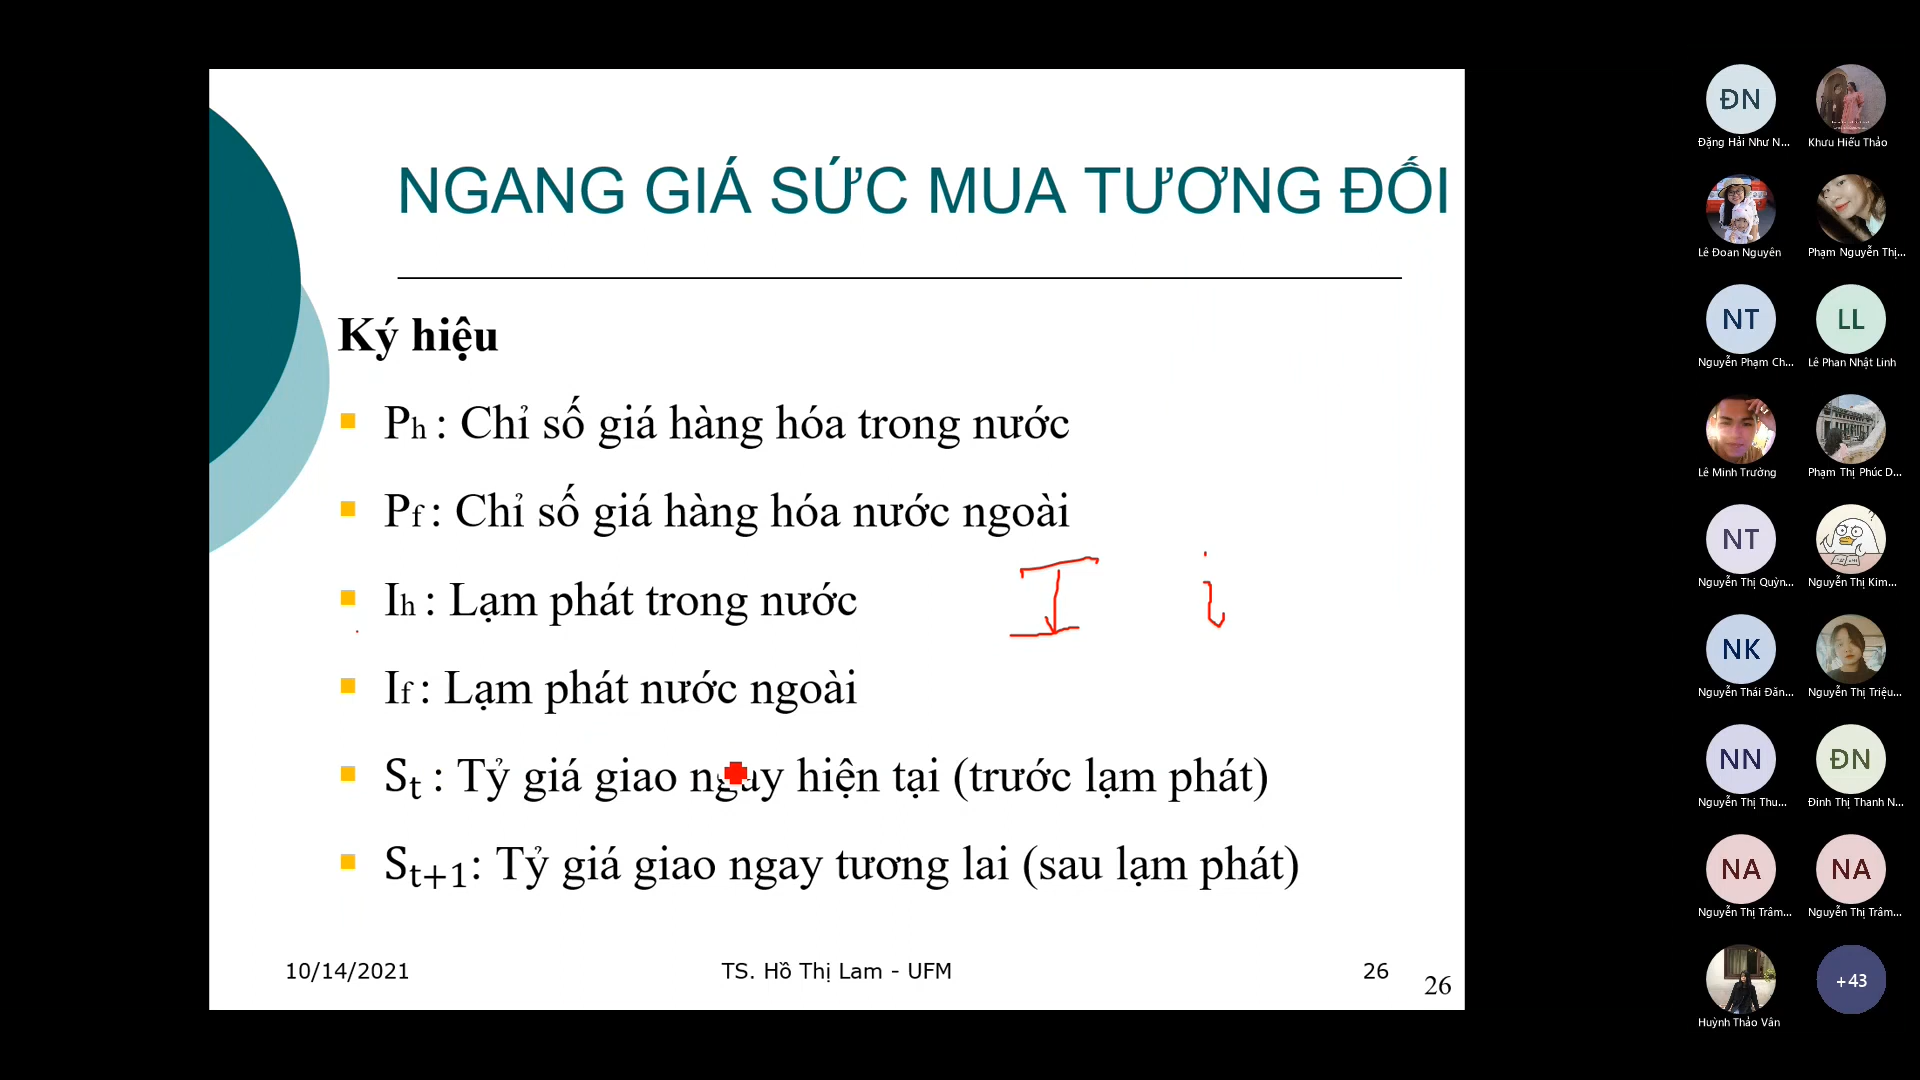 NGANG GIÁ SỨC MUA TƯƠNG ĐỐI
Ký hiệu
Ph : Chỉ số giá hàng hóa trong nước
Pf : Chỉ số giá hàng hóa nước ngoài
Ih : Lạm phát trong nước
I i
If : Lạm phát nước ngoài
St : Tỷ giá giao ngay hiện tại (trước lạm phát)
St+1: Tỷ giá giao ngay tương lai (sau lạm phát)
10/14/2021
TS. Hồ Thị Lam - UFM
26
26
ĐN
Đặng Hải Như N...
Khưu Hiếu Thảo
Lê Đoan Nguyên
Phạm Nguyễn Thị...
NT
Nguyễn Phạm Ch...
LL
Lê Phan Nhật Linh
Lê Minh Trường
Phạm Thị Phúc D...
NT
Nguyễn Thị Quỳn...
Nguyễn Thị Kim...
NK
Nguyễn Thái Đăn...
Nguyễn Thị Triệu...
NN
Nguyễn Thị Thu...
ĐN
Đinh Thị Thanh N...
NA
Nguyễn Thị Trâm...
NA
Nguyễn Thị Trâm...
Huỳnh Thảo Vân
+43